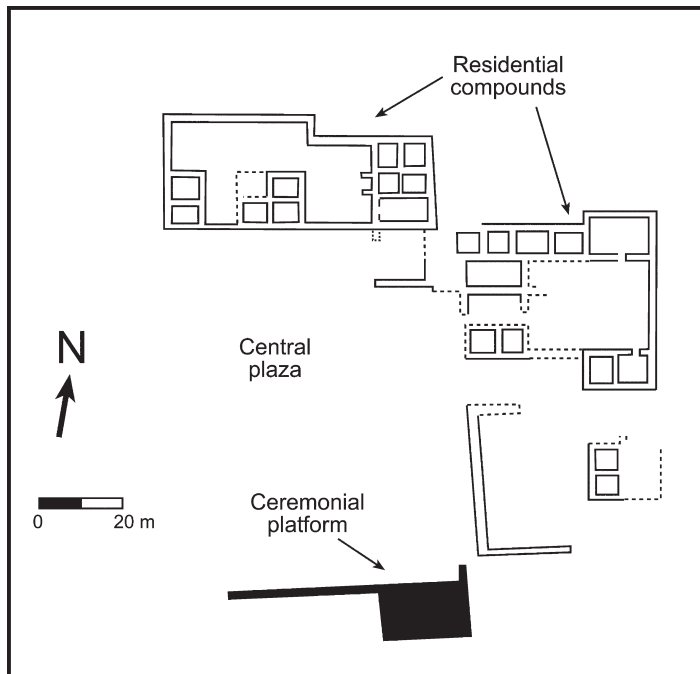 Residential
compounds
Central
plaza
N
Ceremonial
platform
0 20 m